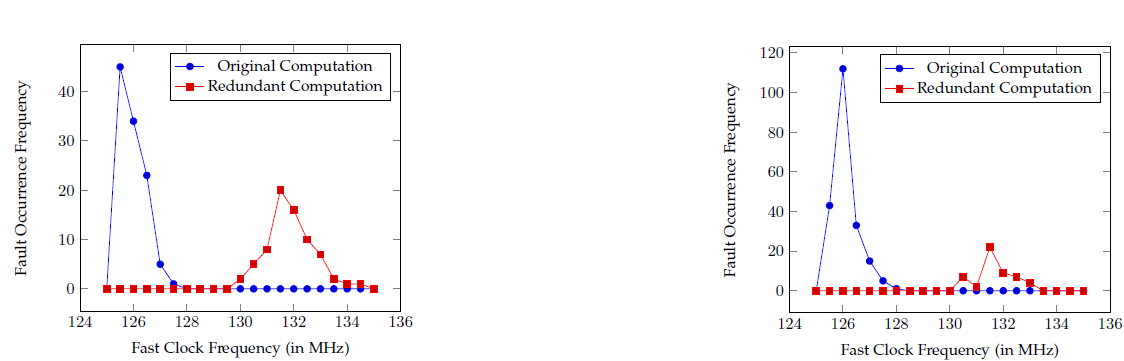 Original Computation
Redundant Computation
Fault Occurrence Frequency
40
30
20
10
0
124 126 128 130 132 134 136
Fast Clock Frequency (in MHz)
Original Computation
Redundant Computation
Fault Occurrence Frequency
120
100
80
60
40
20
0
124 126 128 130 132 134 136
Fast Clock Frequency (in MHz)